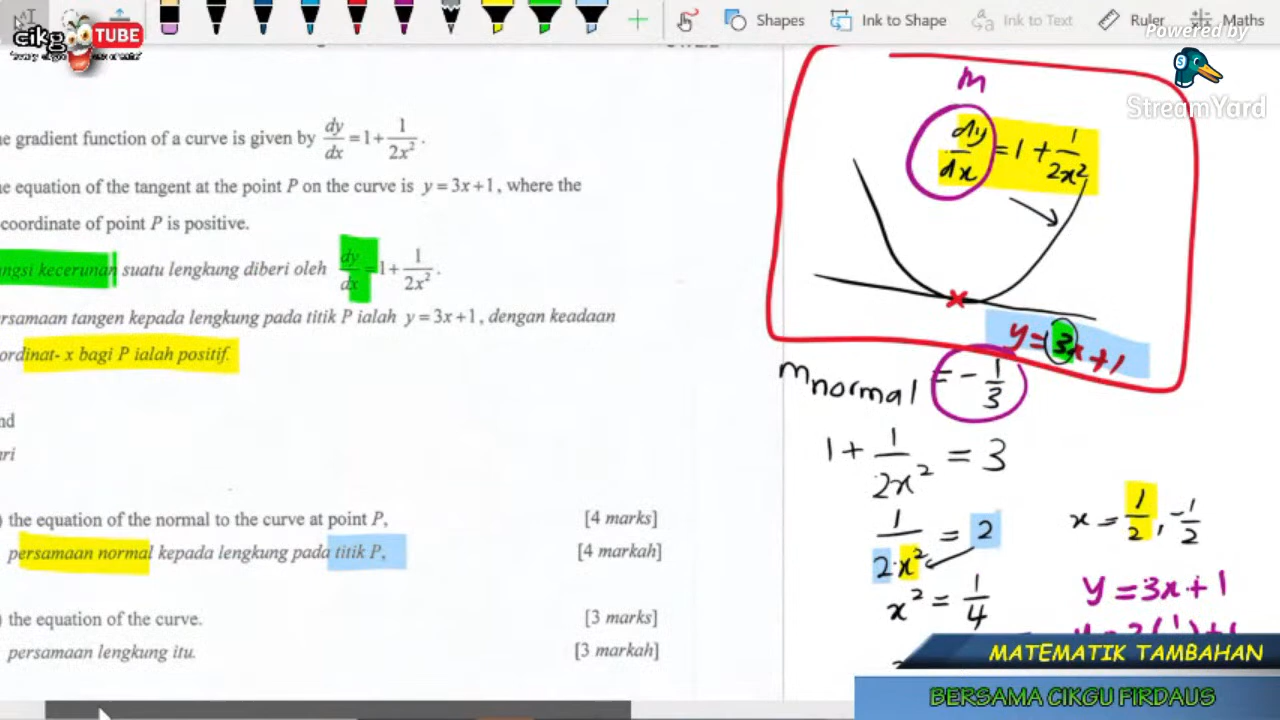 Shapes
Ink to Shape
Ink to Text
Ruler
Maths
cikg TUBE
Powered by
StreamYard
he gradient function of a curve is given by dy/dx = 1 + 1/2x².
he equation of the tangent at the point P on the curve is y = 3x + 1, where the
coordinate of point P is positive.
ngsi kecerunan suatu lengkung diberi oleh dy/dx = 1 + 1/2x².
rsamaan tangen kepada lengkung pada titik P ialah y = 3x + 1, dengan keadaan
ordinat- x bagi P ialah positif.
nd
ari
) the equation of the normal to the curve at point P, [4 marks]
persamaan normal kepada lengkung pada titik P, [4 markah]
) the equation of the curve. [3 marks]
persamaan lengkung itu. [3 markah]
m
dy/dx = 1 + 1/2x²
y = 3x + 1
m normal = - 1/3
1 + 1/2x² = 3
1/2x² = 2
x² = 1/4
x = 1/2, -1/2
y = 3x + 1
MATEMATIK TAMBAHAN
BERSAMA CIKGU FIRDAUS